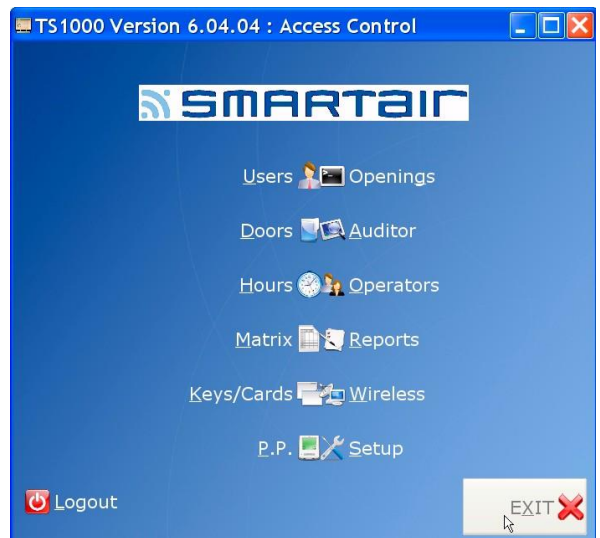 TS1000 Version 6.04.04 : Access Control
SMARTair
Users Openings
Doors Auditor
Hours Operators
Matrix Reports
Keys/Cards Wireless
P.P. Setup
Logout EXIT